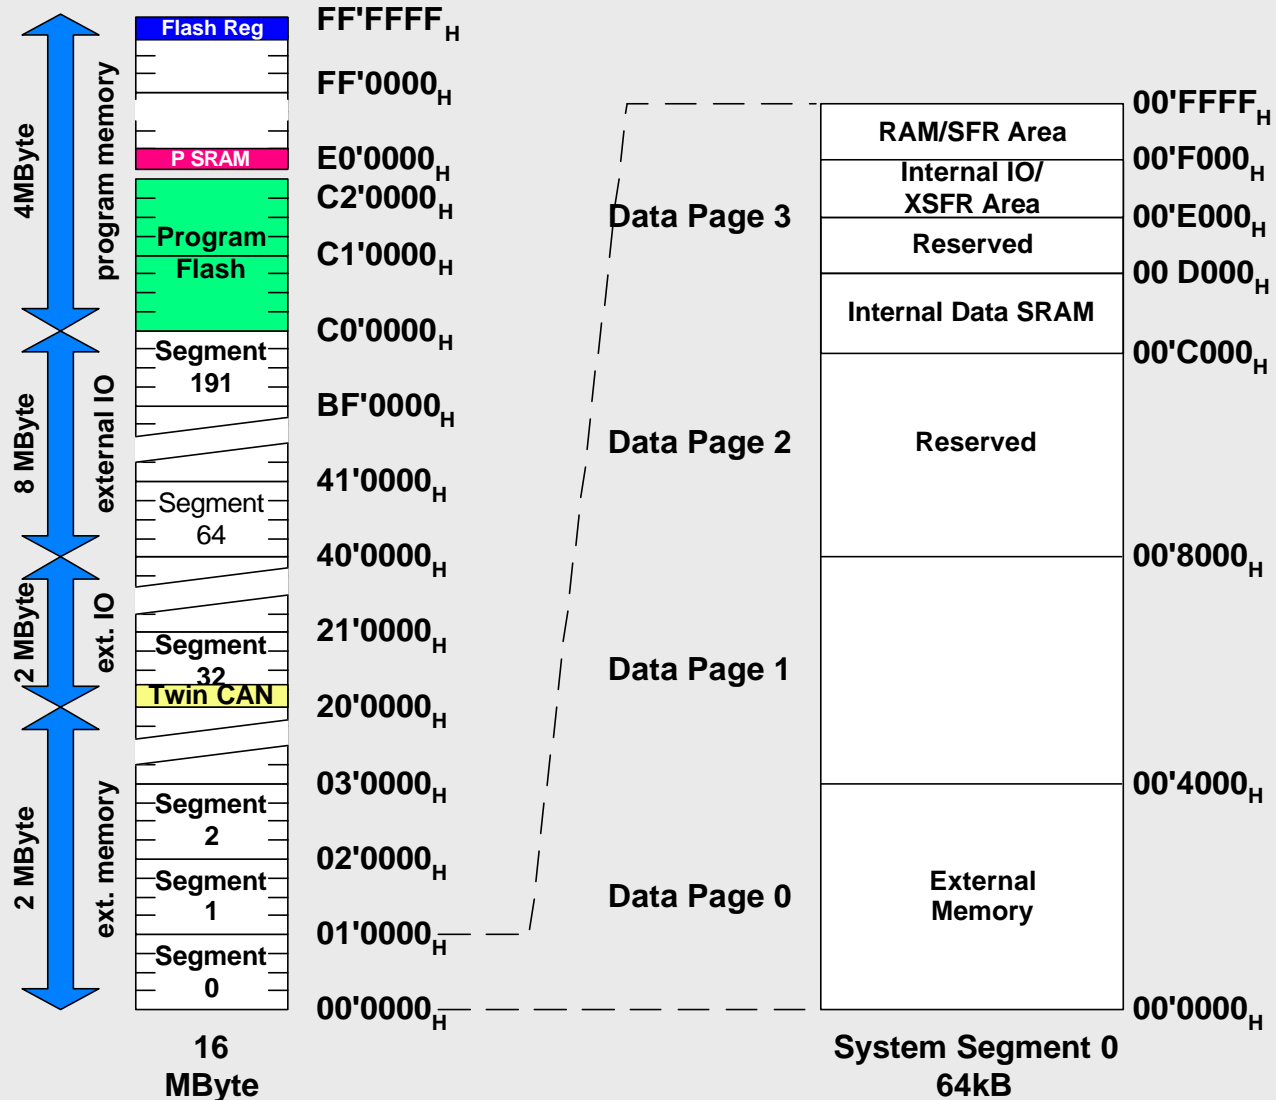 Flash Reg
P SRAM
Program
Flash
Segment
191
Segment
64
Segment
32
Twin CAN
Segment
2
Segment
1
Segment
0
16
MByte
4MByte
program memory
8 MByte
external IO
2 MByte
ext. IO
2 MByte
ext. memory
FF'FFFFH
FF'0000H
E0'0000H
C2'0000H
C1'0000H
C0'0000H
BF'0000H
41'0000H
40'0000H
21'0000H
20'0000H
03'0000H
02'0000H
01'0000H
00'0000H
Data Page 3
Data Page 2
Data Page 1
Data Page 0
RAM/SFR Area
Internal IO/
XSFR Area
Reserved
Internal Data SRAM
Reserved
External
Memory
00'FFFFH
00'F000H
00'E000H
00 D000H
00'C000H
00'8000H
00'4000H
00'0000H
System Segment 0
64kB